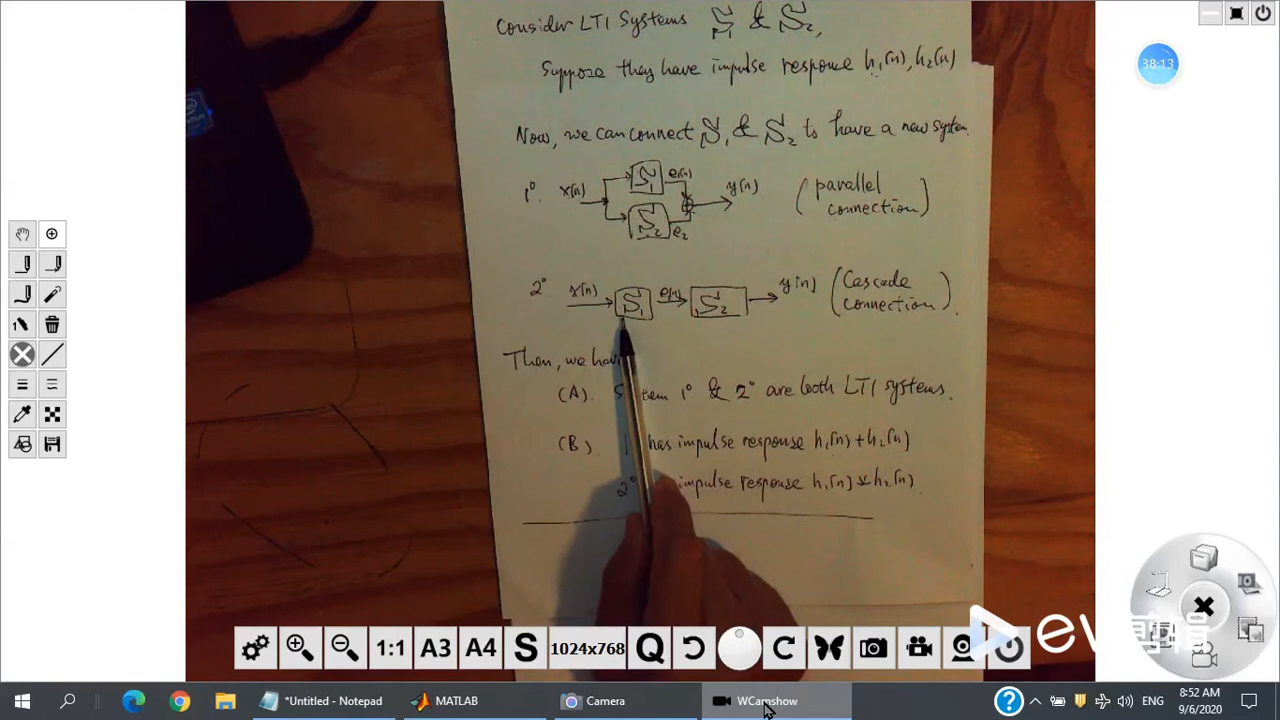 Consider LTI Systems S1 & S2,
Suppose they have impulse response h1[n], h2[n]
Now, we can connect S1 & S2 to have a new system
1°. x[n] S1 e1[n] y[n] (parallel
connection)
S2 e2
2° x[n] S1 e[n] S2 y[n] (Cascade
connection).
Then, we hav
(A). S tem 1° & 2° are both LTI systems.
(B). 1 has impulse response h1[n] + h2[n]
2° impulse response h1[n] * h2[n].
38:13
1:1 A3 A4 S 1024x768 Q
*Untitled - Notepad MATLAB Camera WCamshow ENG 8:52 AM
9/6/2020